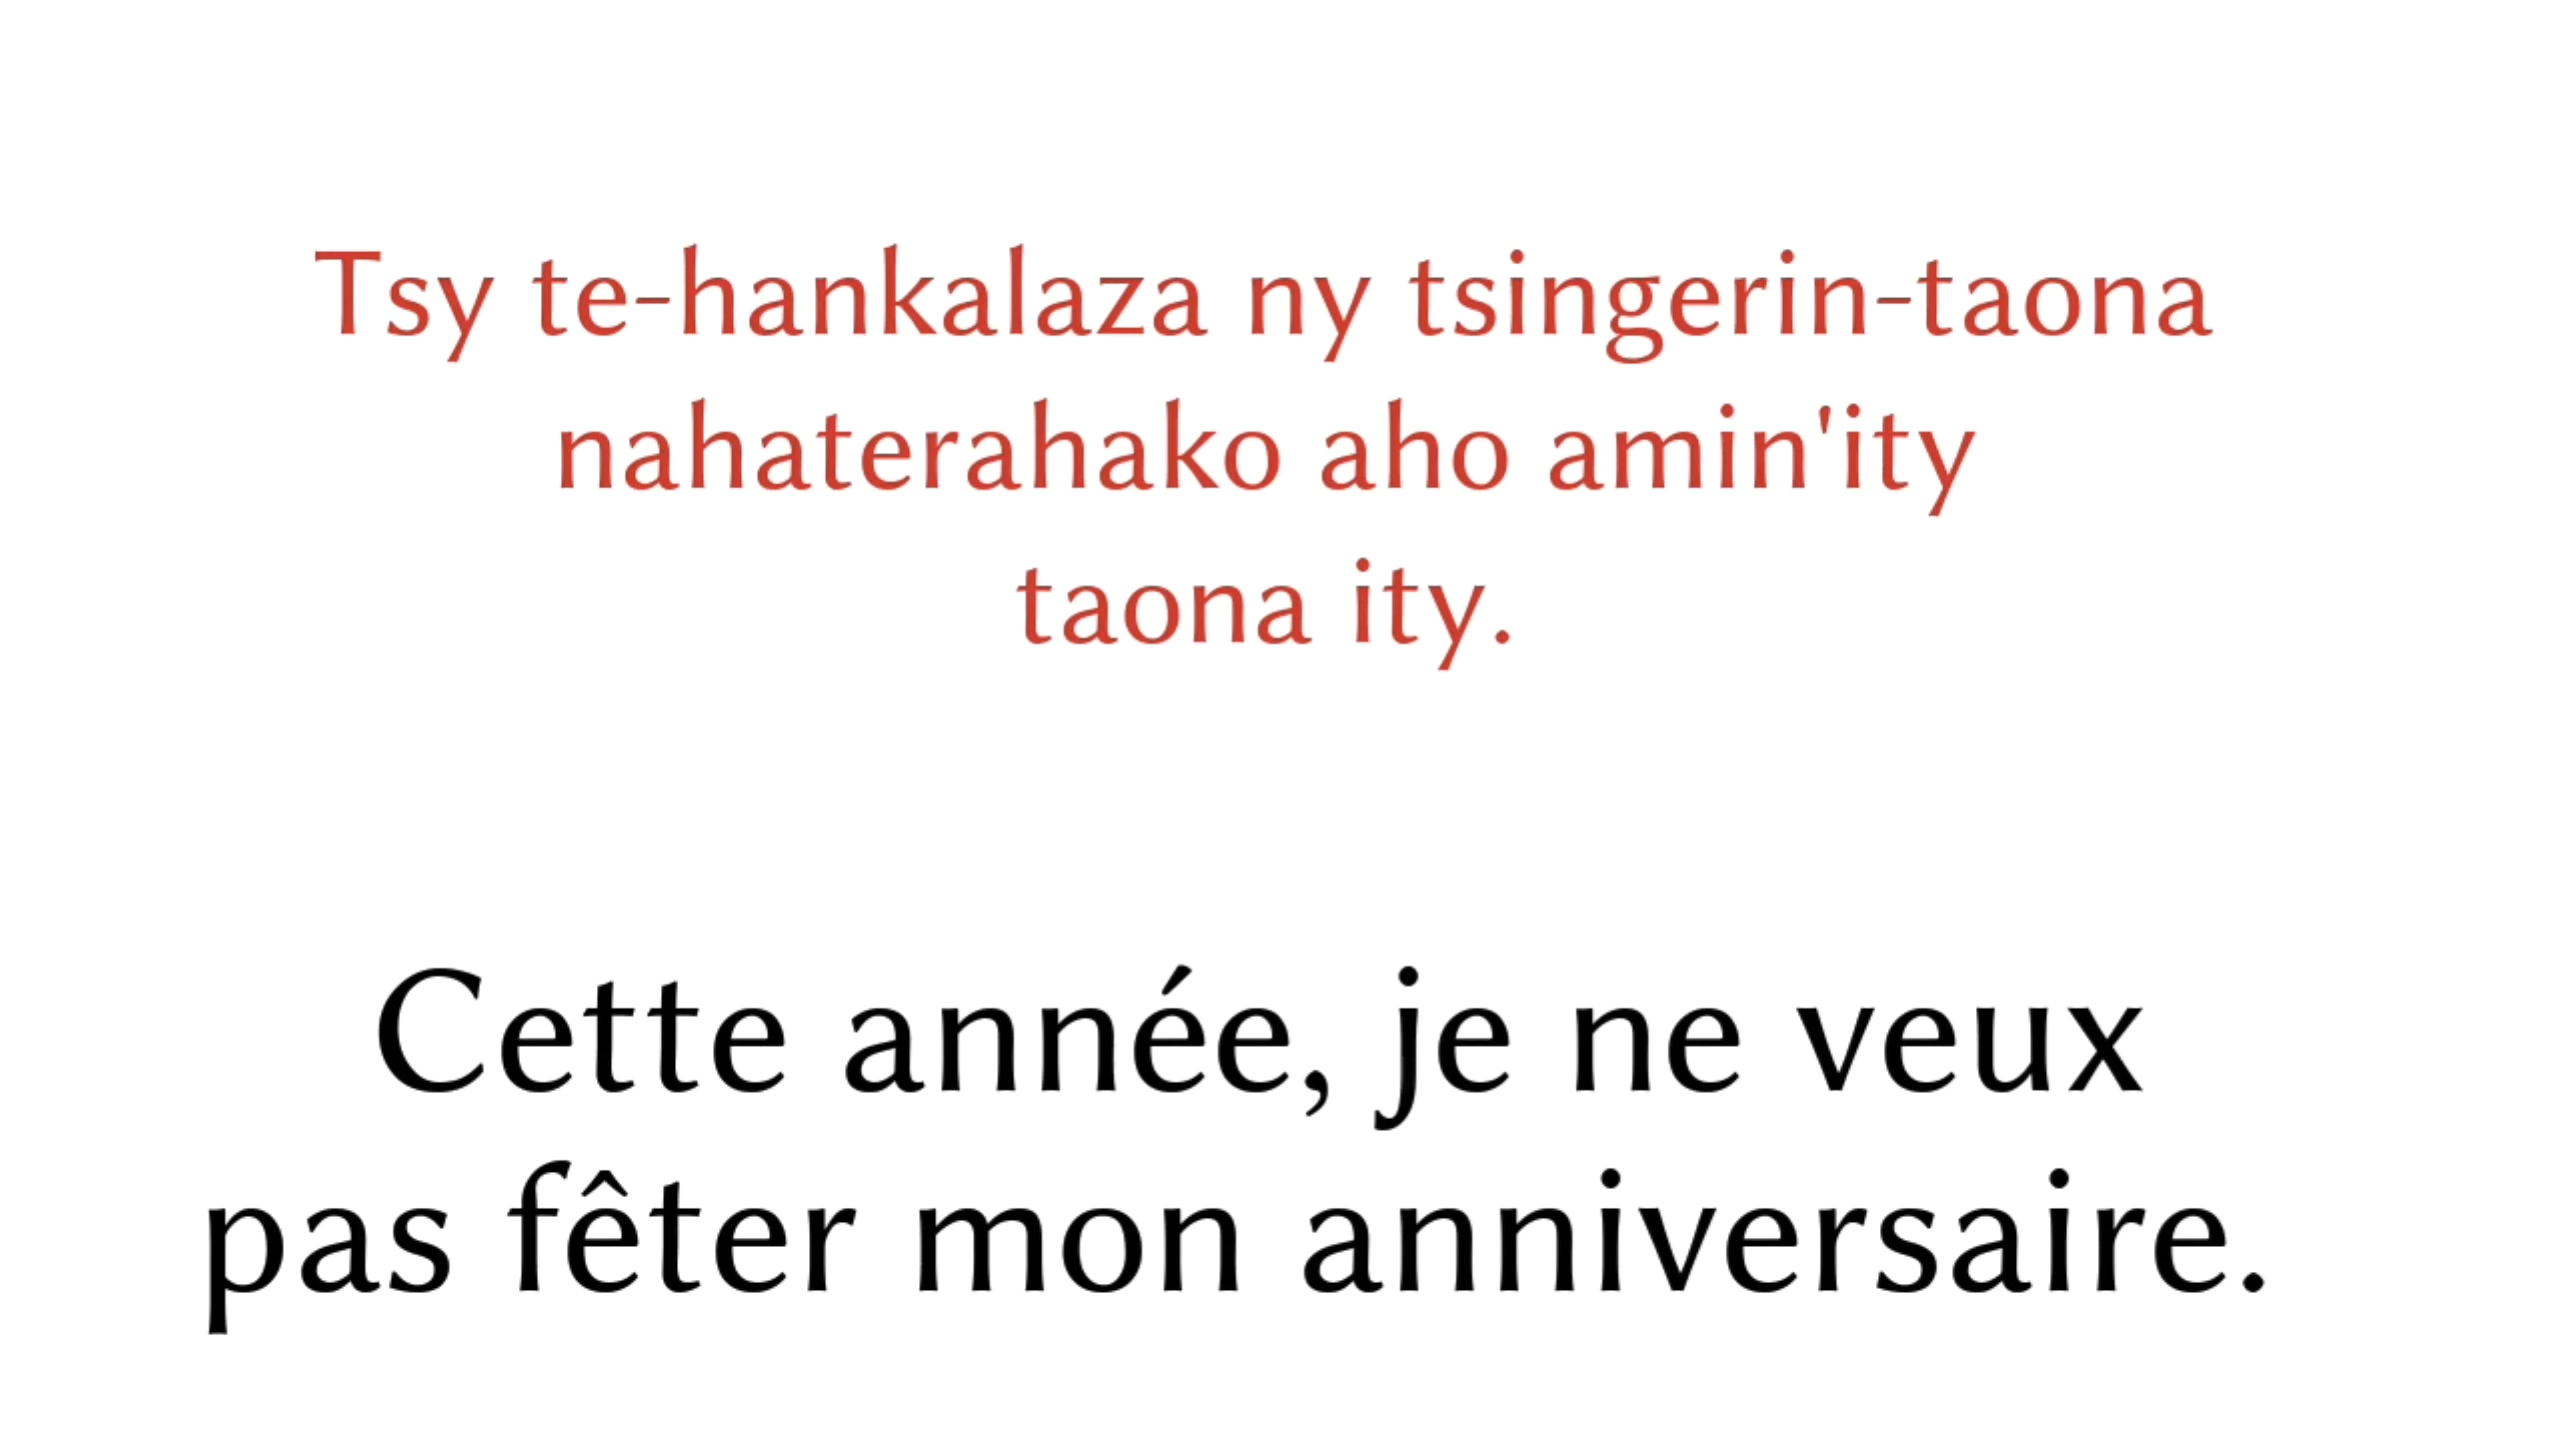 Tsy te-hankalaza ny tsingerin-taona
nahaterahako aho amin'ity
taona ity.
Cette année, je ne veux
pas fêter mon anniversaire.